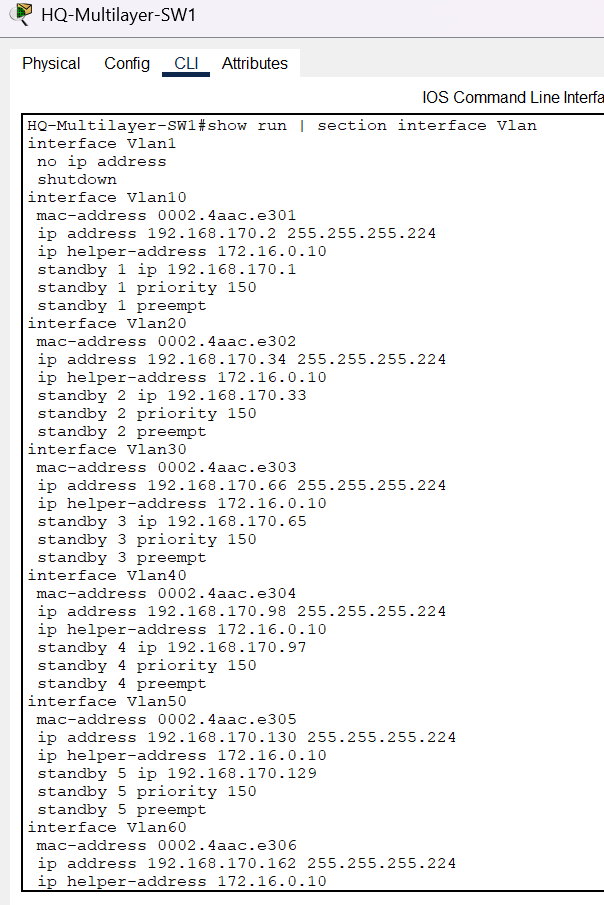 HQ-Multilayer-SW1
Physical Config CLI Attributes
IOS Command Line Interfa
HQ-Multilayer-SW1#show run | section interface Vlan
interface Vlan1
no ip address
shutdown
interface Vlan10
mac-address 0002.4aac.e301
ip address 192.168.170.2 255.255.255.224
ip helper-address 172.16.0.10
standby 1 ip 192.168.170.1
standby 1 priority 150
standby 1 preempt
interface Vlan20
mac-address 0002.4aac.e302
ip address 192.168.170.34 255.255.255.224
ip helper-address 172.16.0.10
standby 2 ip 192.168.170.33
standby 2 priority 150
standby 2 preempt
interface Vlan30
mac-address 0002.4aac.e303
ip address 192.168.170.66 255.255.255.224
ip helper-address 172.16.0.10
standby 3 ip 192.168.170.65
standby 3 priority 150
standby 3 preempt
interface Vlan40
mac-address 0002.4aac.e304
ip address 192.168.170.98 255.255.255.224
ip helper-address 172.16.0.10
standby 4 ip 192.168.170.97
standby 4 priority 150
standby 4 preempt
interface Vlan50
mac-address 0002.4aac.e305
ip address 192.168.170.130 255.255.255.224
ip helper-address 172.16.0.10
standby 5 ip 192.168.170.129
standby 5 priority 150
standby 5 preempt
interface Vlan60
mac-address 0002.4aac.e306
ip address 192.168.170.162 255.255.255.224
ip helper-address 172.16.0.10